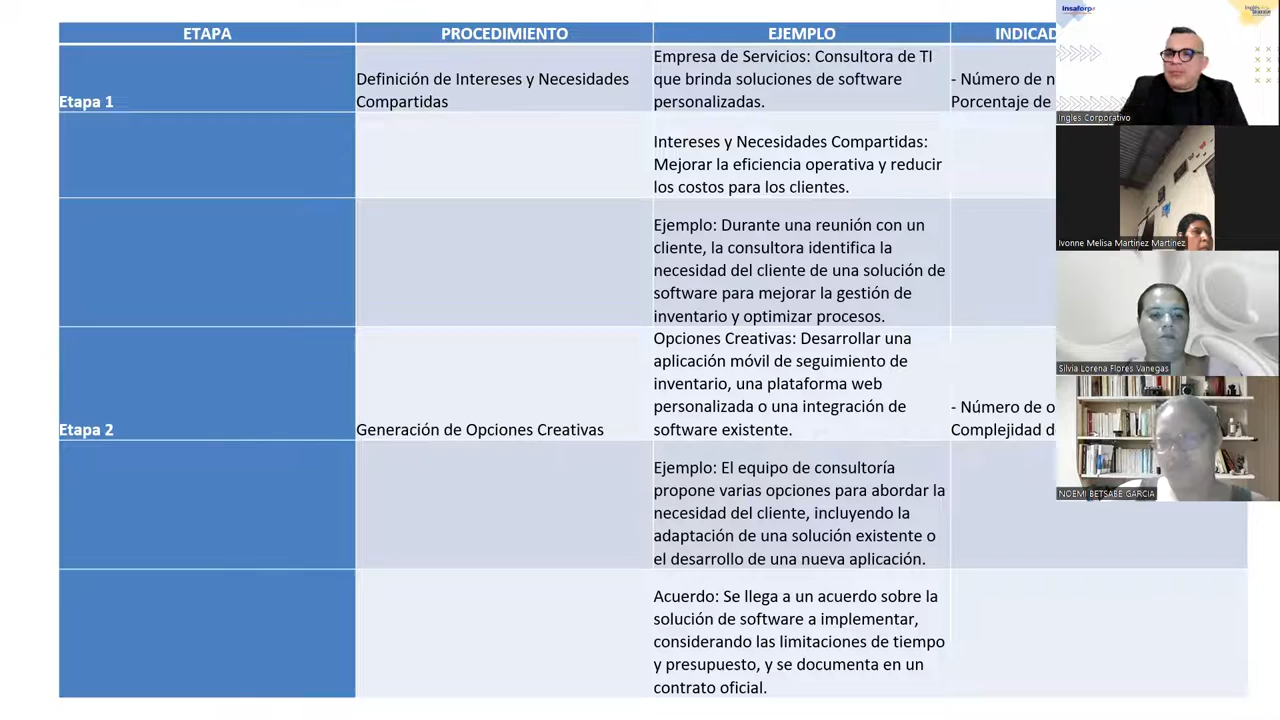 ETAPA PROCEDIMIENTO EJEMPLO INDICAD
Etapa 1
Definición de Intereses y Necesidades
Compartidas
Empresa de Servicios: Consultora de TI
que brinda soluciones de software
personalizadas.
- Número de n
Porcentaje de
Intereses y Necesidades Compartidas:
Mejorar la eficiencia operativa y reducir
los costos para los clientes.
Ejemplo: Durante una reunión con un
cliente, la consultora identifica la
necesidad del cliente de una solución de
software para mejorar la gestión de
inventario y optimizar procesos.
Etapa 2
Generación de Opciones Creativas
Opciones Creativas: Desarrollar una
aplicación móvil de seguimiento de
inventario, una plataforma web
personalizada o una integración de
software existente.
- Número de o
Complejidad d
Ejemplo: El equipo de consultoría
propone varias opciones para abordar la
necesidad del cliente, incluyendo la
adaptación de una solución existente o
el desarrollo de una nueva aplicación.
Acuerdo: Se llega a un acuerdo sobre la
solución de software a implementar,
considerando las limitaciones de tiempo
y presupuesto, y se documenta en un
contrato oficial.
Insaforp
Ingles Corporativo
Ivonne Melisa Martinez Martinez
Silvia Lorena Flores Vanegas
NOEMI BETSABE GARCIA